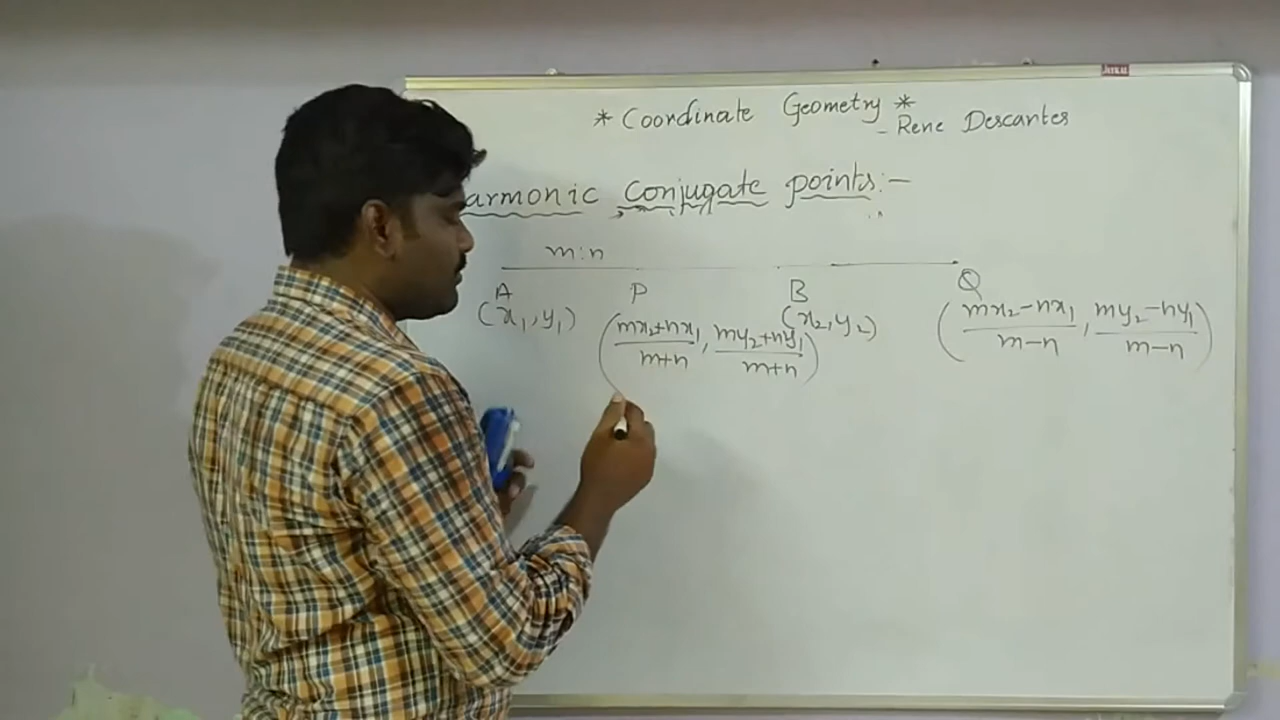 * Coordinate Geometry *
- Rene Descartes
armonic conjugate points:-
m:n
A P B Q
(x₁,y₁) (mx₂+nx₁/m+n, my₂+ny₁/m+n) (x₂,y₂) (mx₂-nx₁/m-n, my₂-ny₁/m-n)